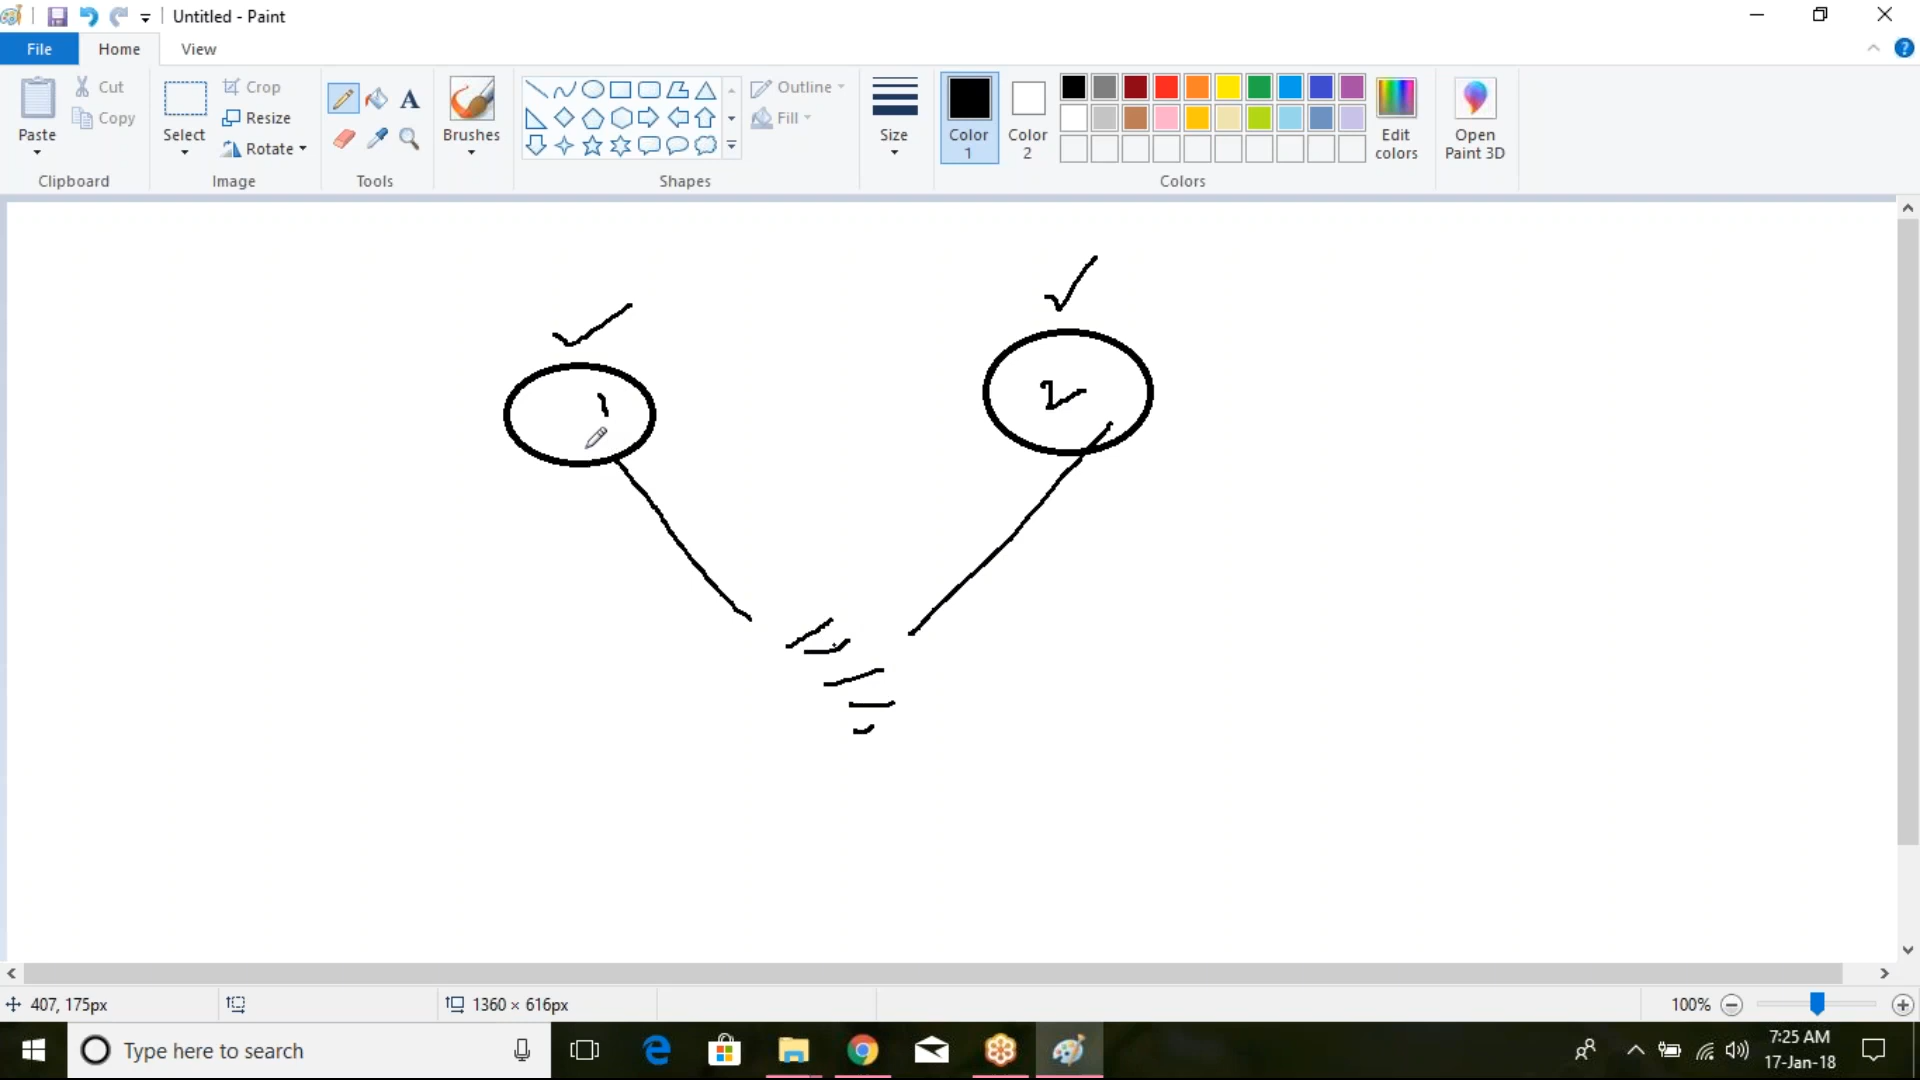 Untitled - Paint
File Home View
Paste Cut Copy Clipboard
Select Crop Resize Rotate Image
Tools
Brushes
Shapes
Outline Fill
Size
Color 1 Color 2
Edit colors
Colors
Open Paint 3D
1
2
407, 175px
1360 × 616px
100%
Type here to search
7:25 AM
17-Jan-18